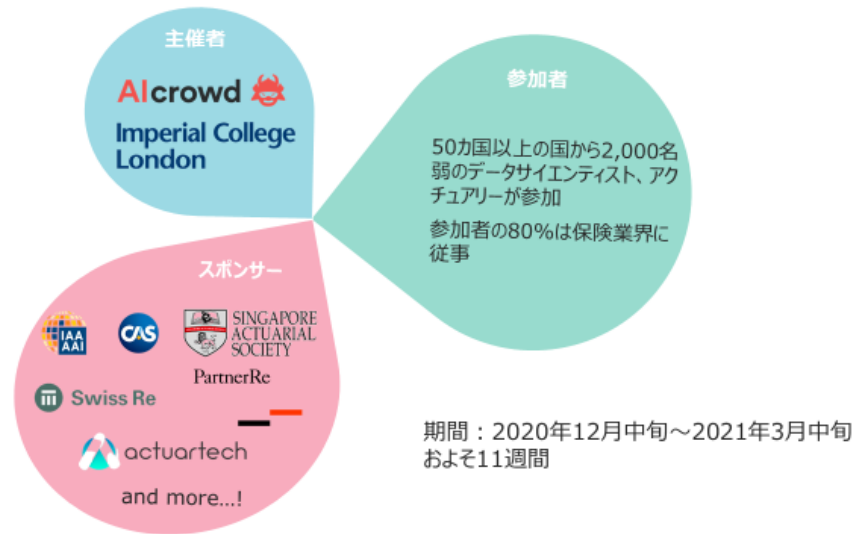 主催者
AIcrowd
Imperial College
London
参加者
50カ国以上の国から2,000名
弱のデータサイエンティスト、アク
チュアリーが参加
参加者の80%は保険業界に
従事
スポンサー
IAA
AAI
CAS
SINGAPORE
ACTUARIAL
SOCIETY
PartnerRe
Swiss Re
actuartech
and more...!
期間：2020年12月中旬～2021年3月中旬
およそ11週間